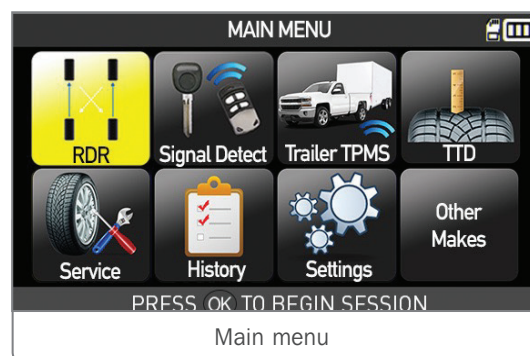 MAIN MENU
RDR
Signal Detect
Trailer TPMS
TTD
Service
History
Settings
Other
Makes
PRESS OK TO BEGIN SESSION
Main menu